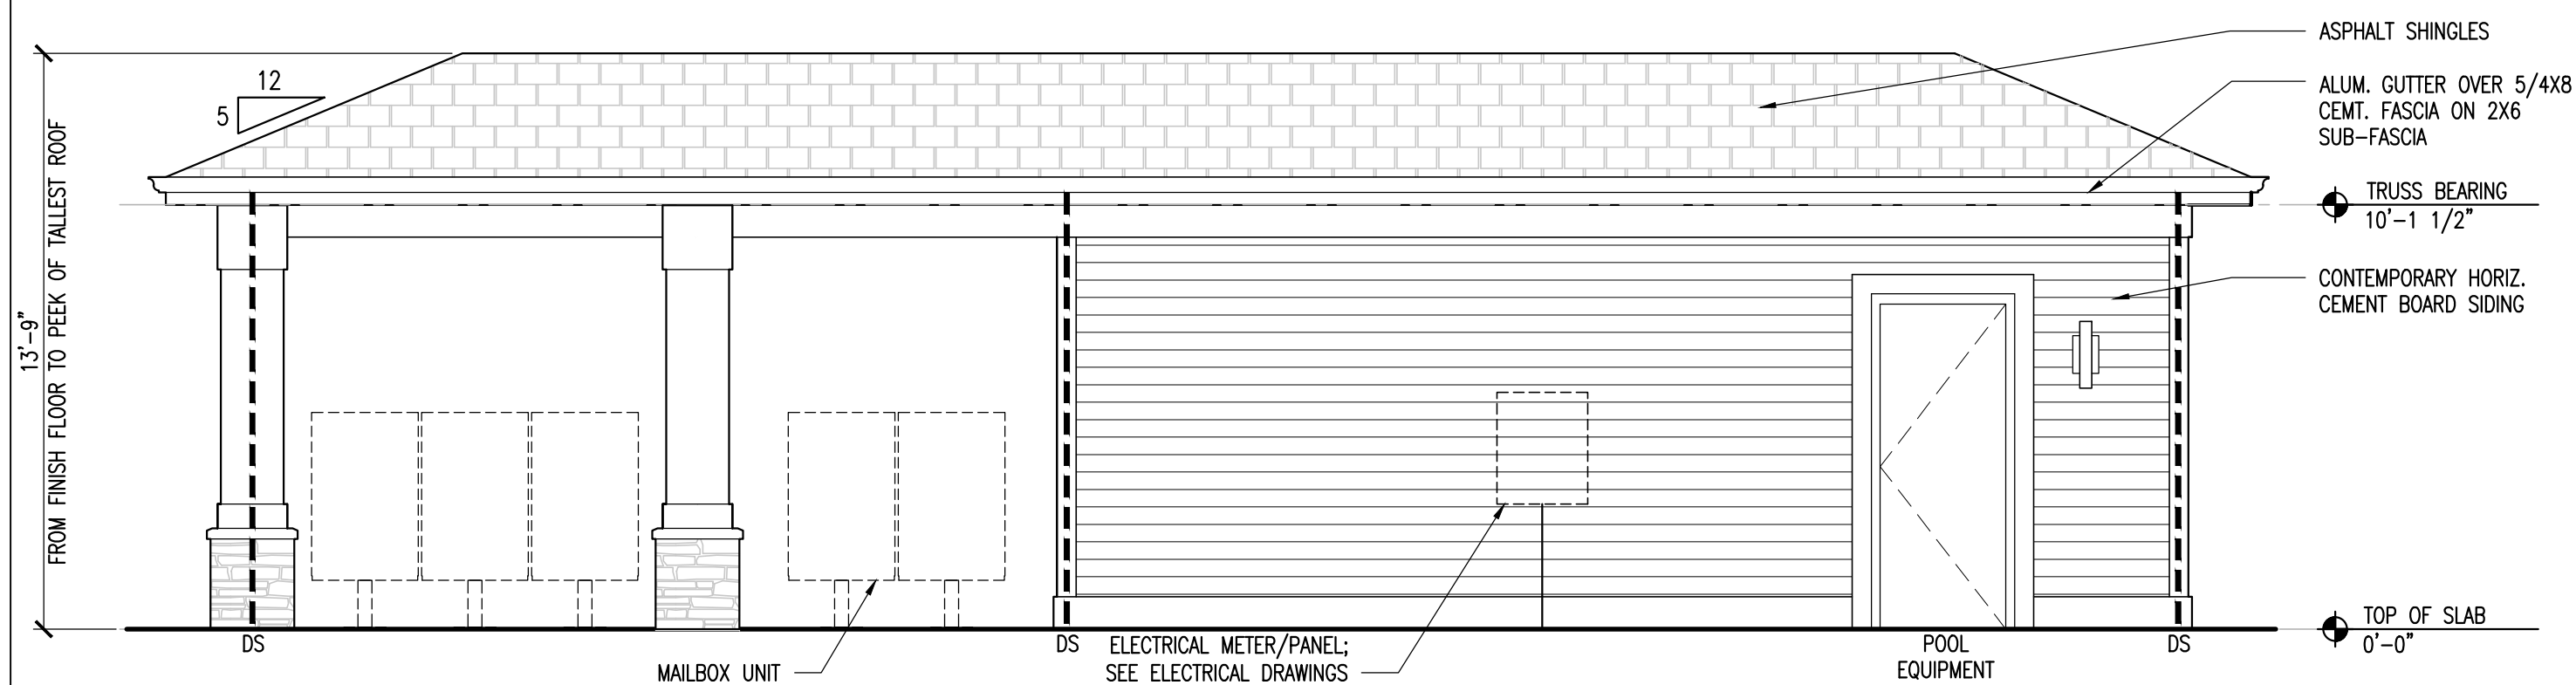 ASPHALT SHINGLES
ALUM. GUTTER OVER 5/4X8
CEMT. FASCIA ON 2X6
SUB-FASCIA
12
5
13'-9"
FROM FINISH FLOOR TO PEEK OF TALLEST ROOF
TRUSS BEARING
10'-1 1/2"
CONTEMPORARY HORIZ.
CEMENT BOARD SIDING
TOP OF SLAB
0'-0"
DS
MAILBOX UNIT
DS
ELECTRICAL METER/PANEL;
SEE ELECTRICAL DRAWINGS
POOL
EQUIPMENT
DS